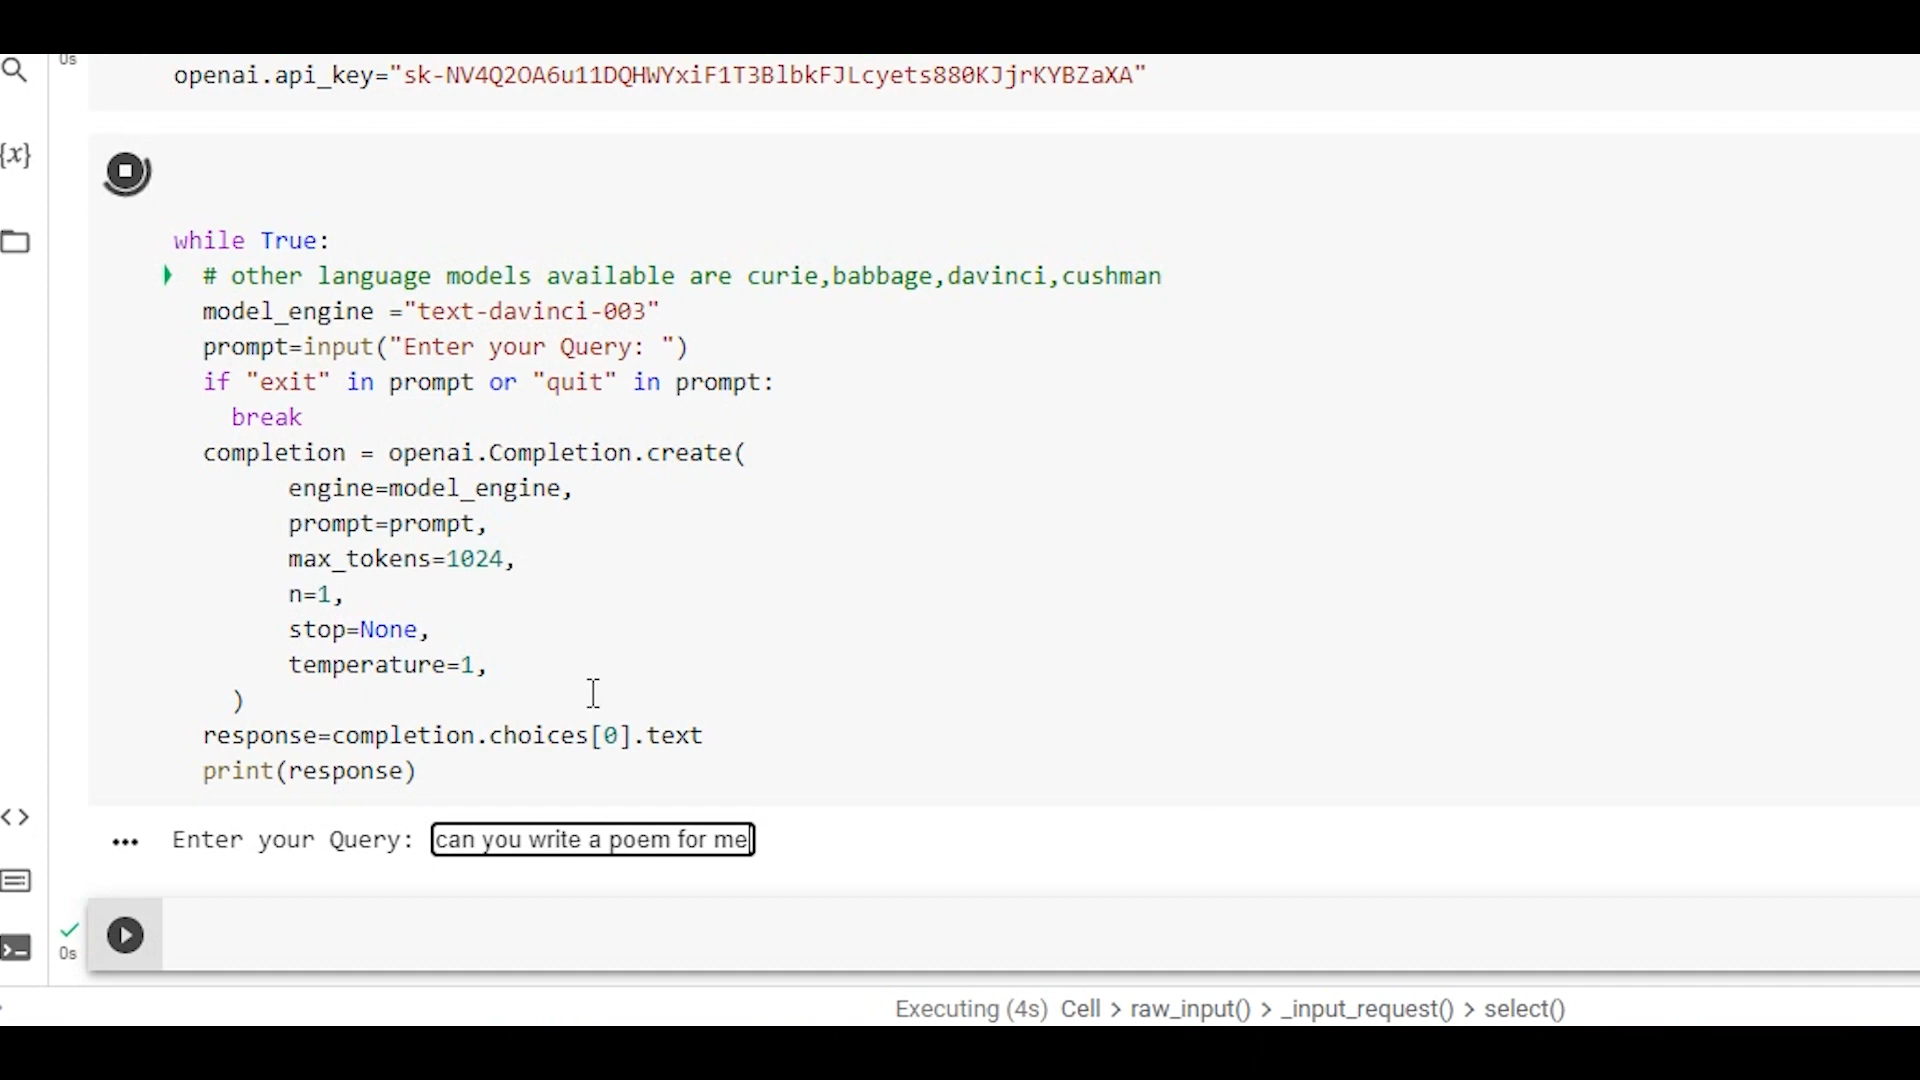 0s
openai.api_key="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"
{x}
while True:
# other language models available are curie,babbage,davinci,cushman
model_engine ="text-davinci-003"
prompt=input("Enter your Query: ")
if "exit" in prompt or "quit" in prompt:
break
completion = openai.Completion.create(
engine=model_engine,
prompt=prompt,
max_tokens=1024,
n=1,
stop=None,
temperature=1,
)
response=completion.choices[0].text
print(response)
Enter your Query: can you write a poem for me
0s
Executing (4s) Cell > raw_input() > _input_request() > select()